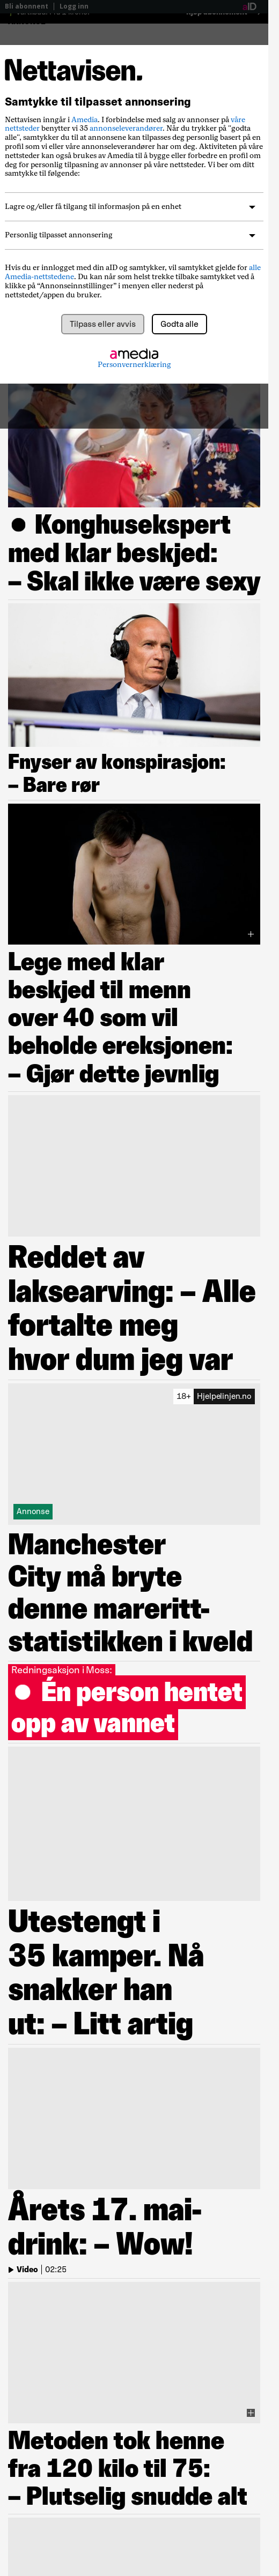 Bli abonnent | Logg inn
aID
Nettavisen.
Samtykke til tilpasset annonsering
Nettavisen inngår i Amedia. I forbindelse med salg av annonser på våre
nettsteder benytter vi 35 annonseleverandører. Når du trykker på "godta
alle", samtykker du til at annonsene kan tilpasses deg personlig basert på en
profil som vi eller våre annonseleverandører har om deg. Aktiviteten på våre
nettsteder kan også brukes av Amedia til å bygge eller forbedre en profil om
deg for personlig tilpasning av annonser på våre nettsteder. Vi ber om ditt
samtykke til følgende:
Lagre og/eller få tilgang til informasjon på en enhet
Personlig tilpasset annonsering
Hvis du er innlogget med din aID og samtykker, vil samtykket gjelde for alle
Amedia-nettstedene. Du kan når som helst trekke tilbake samtykket ved å
klikke på “Annonseinnstillinger” i menyen eller nederst på
nettstedet/appen du bruker.
Tilpass eller avvis
Godta alle
amedia
Personvernerklæring
● Konghusekspert
med klar beskjed:
– Skal ikke være sexy
Fnyser av konspirasjon:
– Bare rør
Lege med klar
beskjed til menn
over 40 som vil
beholde ereksjonen:
– Gjør dette jevnlig
Reddet av
laksearving: – Alle
fortalte meg
hvor dum jeg var
18+ Hjelpelinjen.no
Annonse
Manchester
City må bryte
denne mareritt-
statistikken i kveld
Redningsaksjon i Moss:
● Én person hentet
opp av vannet
Utestengt i
35 kamper. Nå
snakker han
ut: – Litt artig
Årets 17. mai-
drink: – Wow!
Video | 02:25
Metoden tok henne
fra 120 kilo til 75:
– Plutselig snudde alt